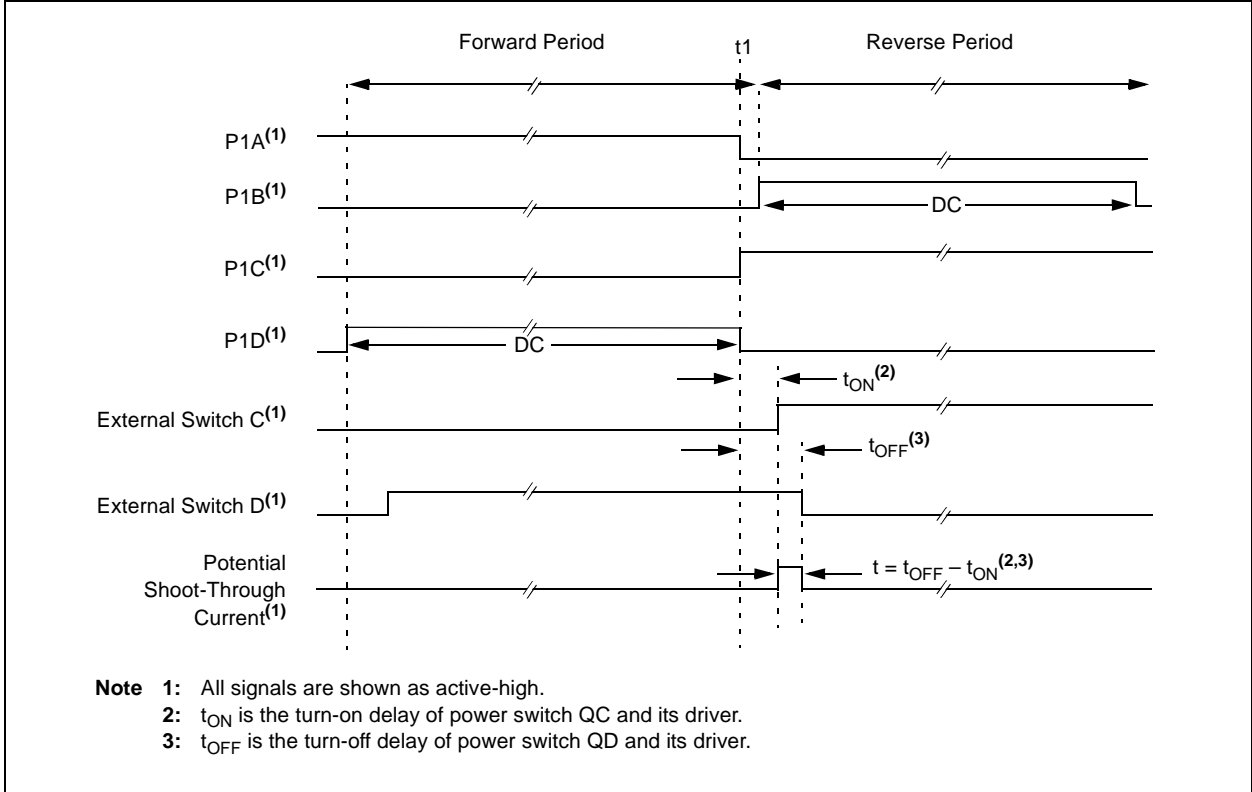 Forward Period
t1
Reverse Period
P1A(1)
P1B(1)
DC
P1C(1)
P1D(1)
DC
tON(2)
External Switch C(1)
tOFF(3)
External Switch D(1)
Potential
Shoot-Through
Current(1)
t = tOFF – tON(2,3)
Note 1: All signals are shown as active-high.
2: tON is the turn-on delay of power switch QC and its driver.
3: tOFF is the turn-off delay of power switch QD and its driver.